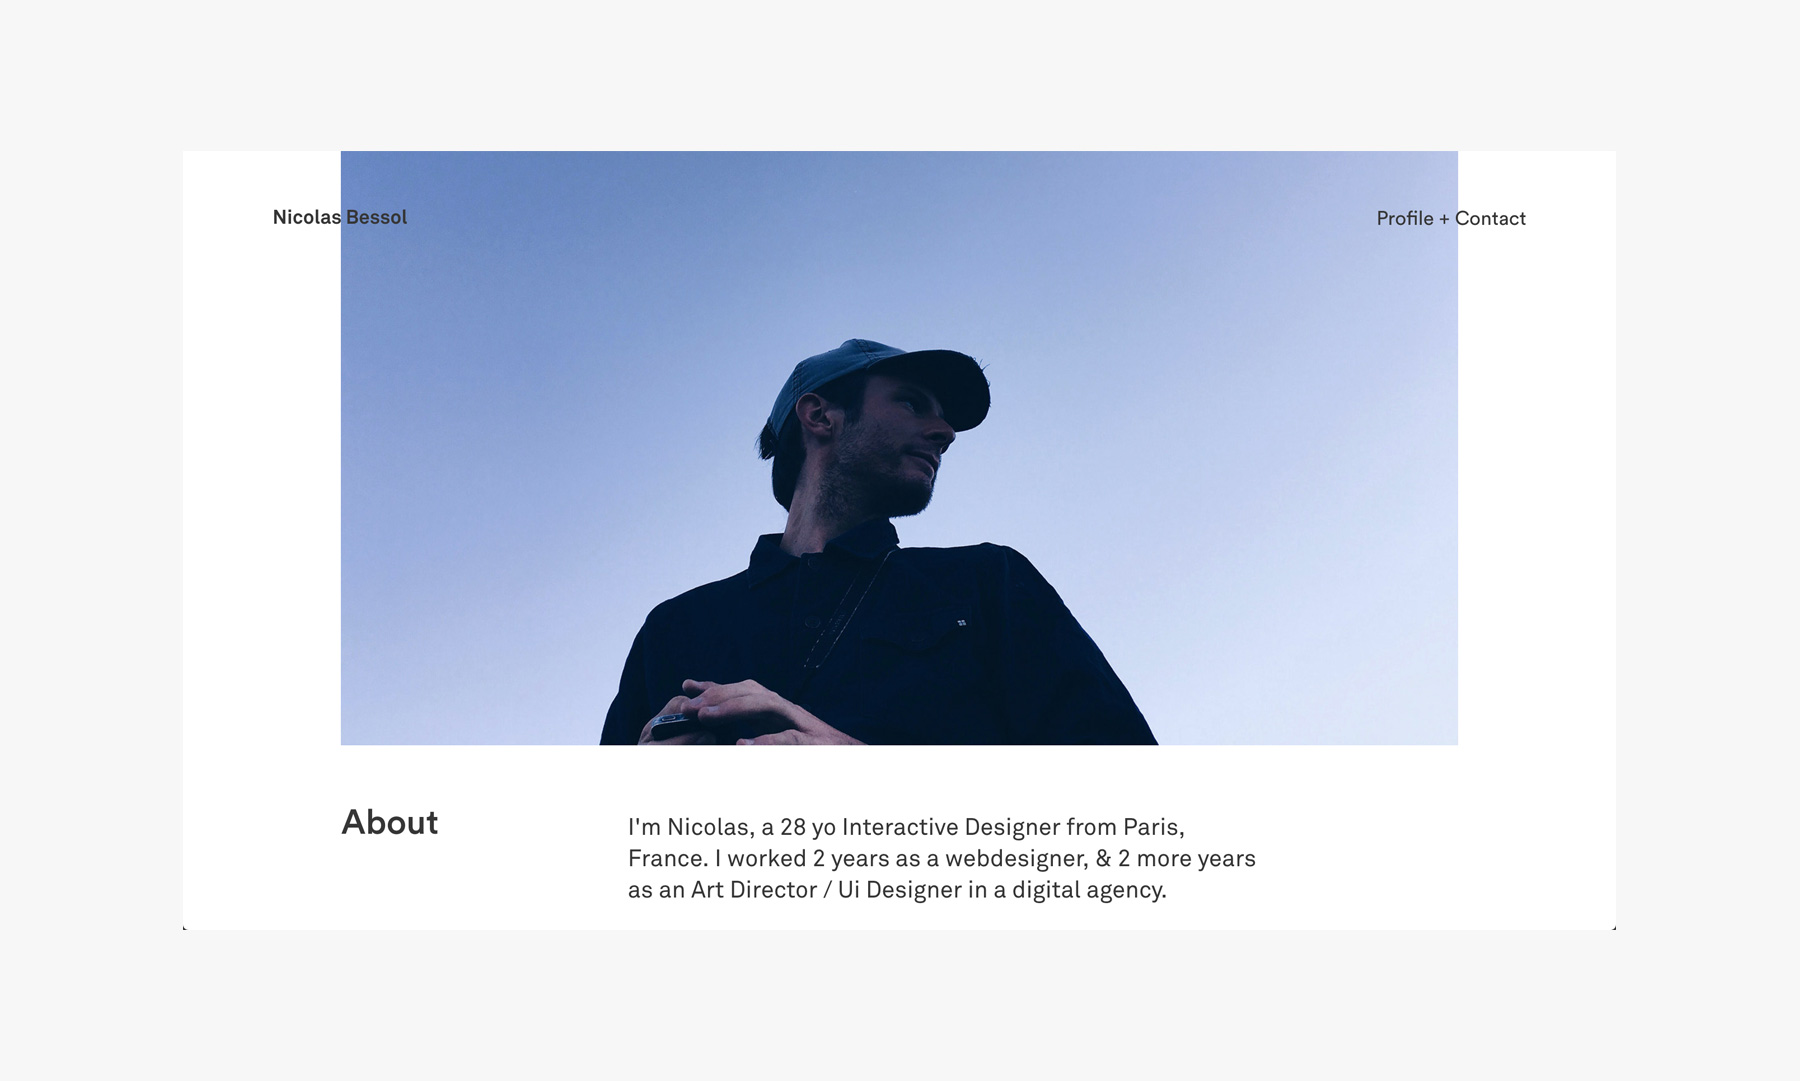 Nicolas Bessol
Profile + Contact
About
I'm Nicolas, a 28 yo Interactive Designer from Paris,
France. I worked 2 years as a webdesigner, & 2 more years
as an Art Director / Ui Designer in a digital agency.